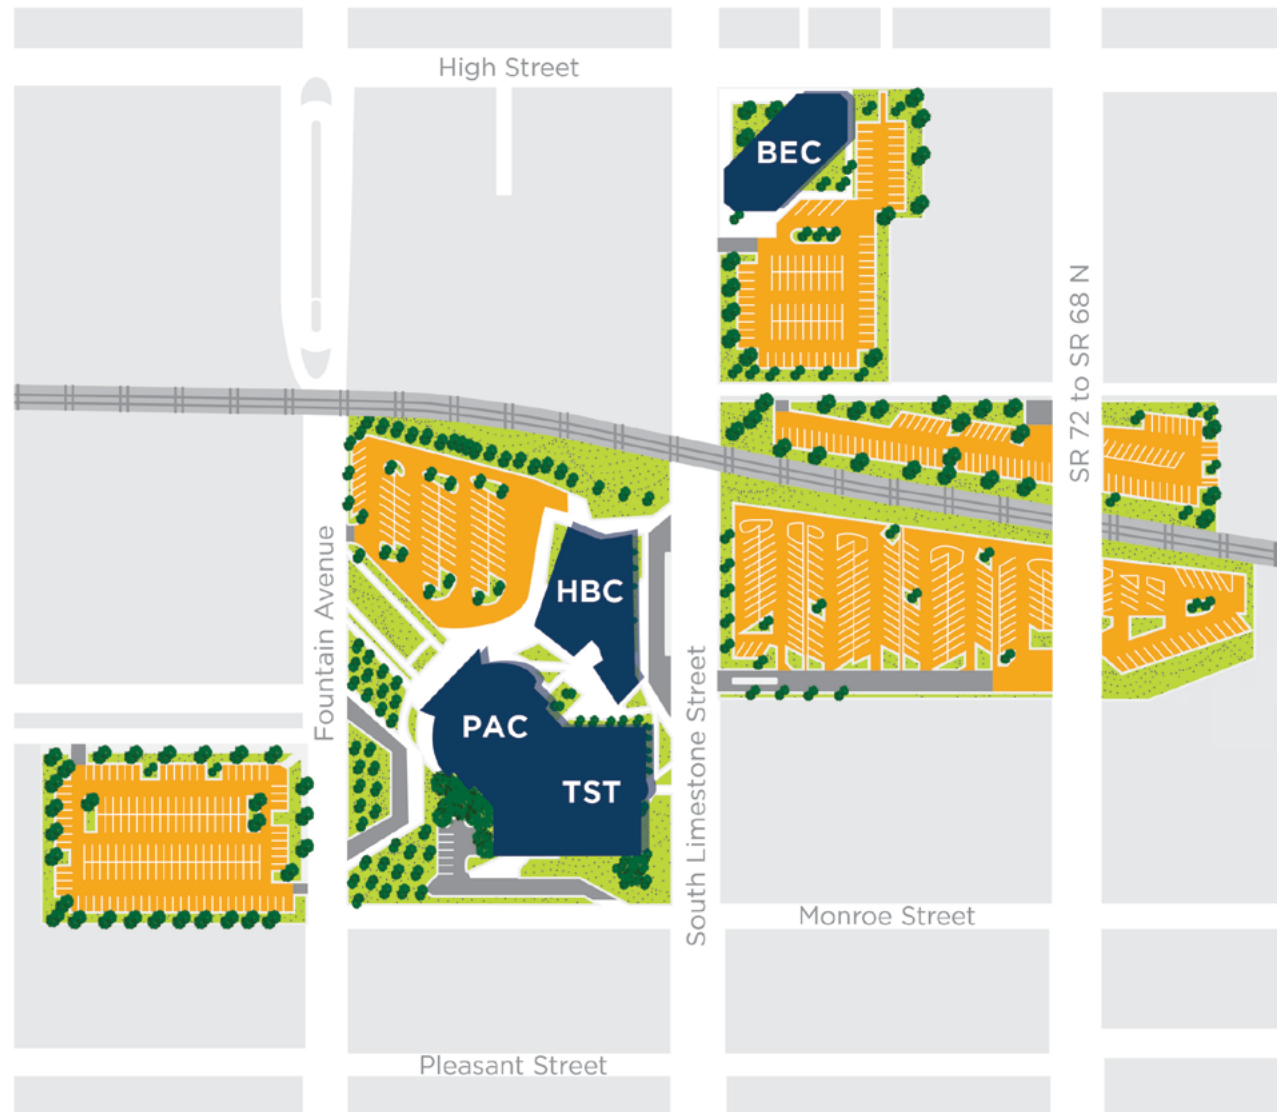 High Street
BEC
SR 72 to SR 68 N
Fountain Avenue
HBC
South Limestone Street
PAC
TST
Monroe Street
Pleasant Street